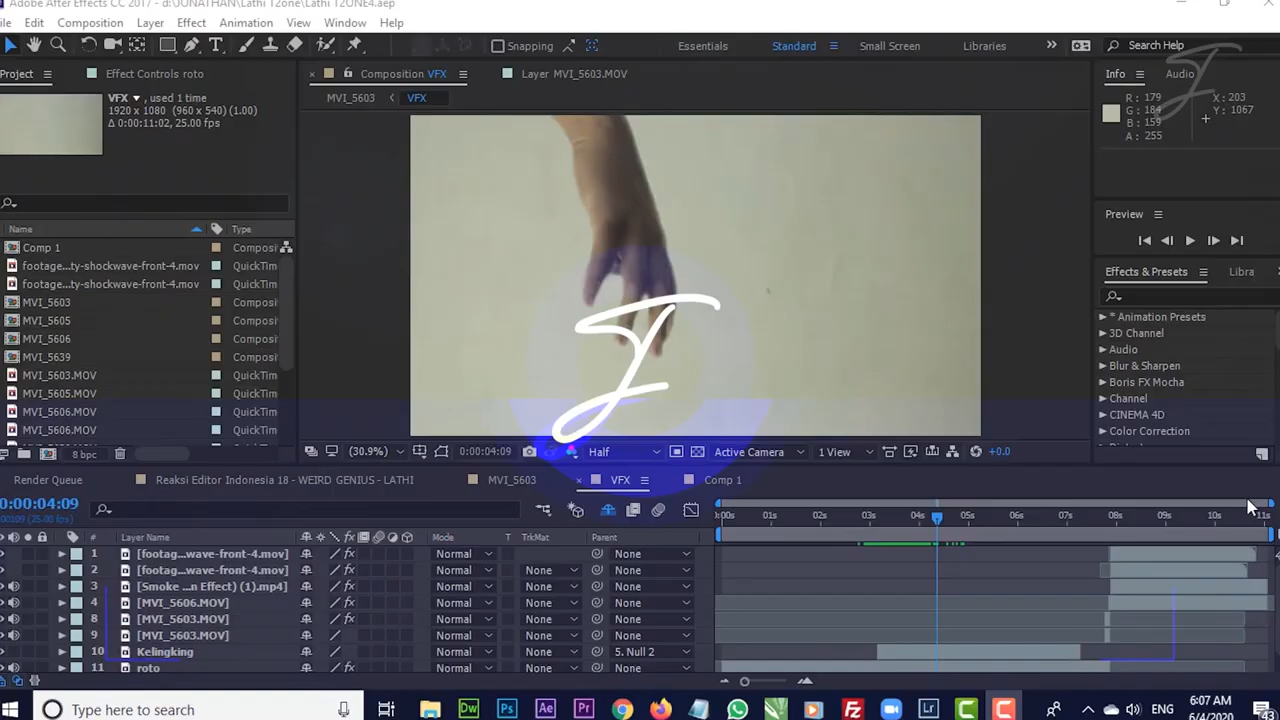 Adobe After Effects CC 2017 - d:\JONATHAN\Lathi Tzone\Lathi TZONE4.aep
Edit Composition Layer Effect Animation View Window Help
Snapping Essentials Standard Small Screen Libraries Search Help
Project Effect Controls roto Composition VFX Layer MVI_5603.MOV Info Audio
MVI_5603 VFX
VFX , used 1 time
1920 x 1080 (960 x 540) (1.00)
Δ 0:00:11:02, 25.00 fps
R : 179 X : 203
G : 184 Y : 1067
B : 159
A : 255
Preview
Effects & Presets Libra
Name Type
Comp 1 Composi
footage...ty-shockwave-front-4.mov QuickTim
footage...ty-shockwave-front-4.mov QuickTim
MVI_5603 Composi
MVI_5605 Composi
MVI_5606 Composi
MVI_5639 Composi
MVI_5603.MOV QuickTim
MVI_5605.MOV QuickTim
MVI_5606.MOV QuickTim
* Animation Presets
3D Channel
Audio
Blur & Sharpen
Boris FX Mocha
Channel
CINEMA 4D
Color Correction
8 bpc (30.9%) 0:00:04:09 Half Active Camera 1 View +0.0
Render Queue Reaksi Editor Indonesia 18 - WEIRD GENIUS - LATHI MVI_5603 VFX Comp 1
0:00:04:09
00109 (25.00 fps)
:00s 01s 02s 03s 04s 05s 06s 07s 08s 09s 10s 11s
# Layer Name Mode T TrkMat Parent
1 [footag...wave-front-4.mov] Normal None
2 [footag...wave-front-4.mov] Normal None None
3 [Smoke ...n Effect) (1).mp4] Normal None None
4 [MVI_5606.MOV] Normal None None
8 [MVI_5603.MOV] Normal None None
9 [MVI_5603.MOV] Normal None None
10 Kelingking Normal None 5. Null 2
11 roto Normal None None
Type here to search
ENG
6:07 AM
6/4/2020